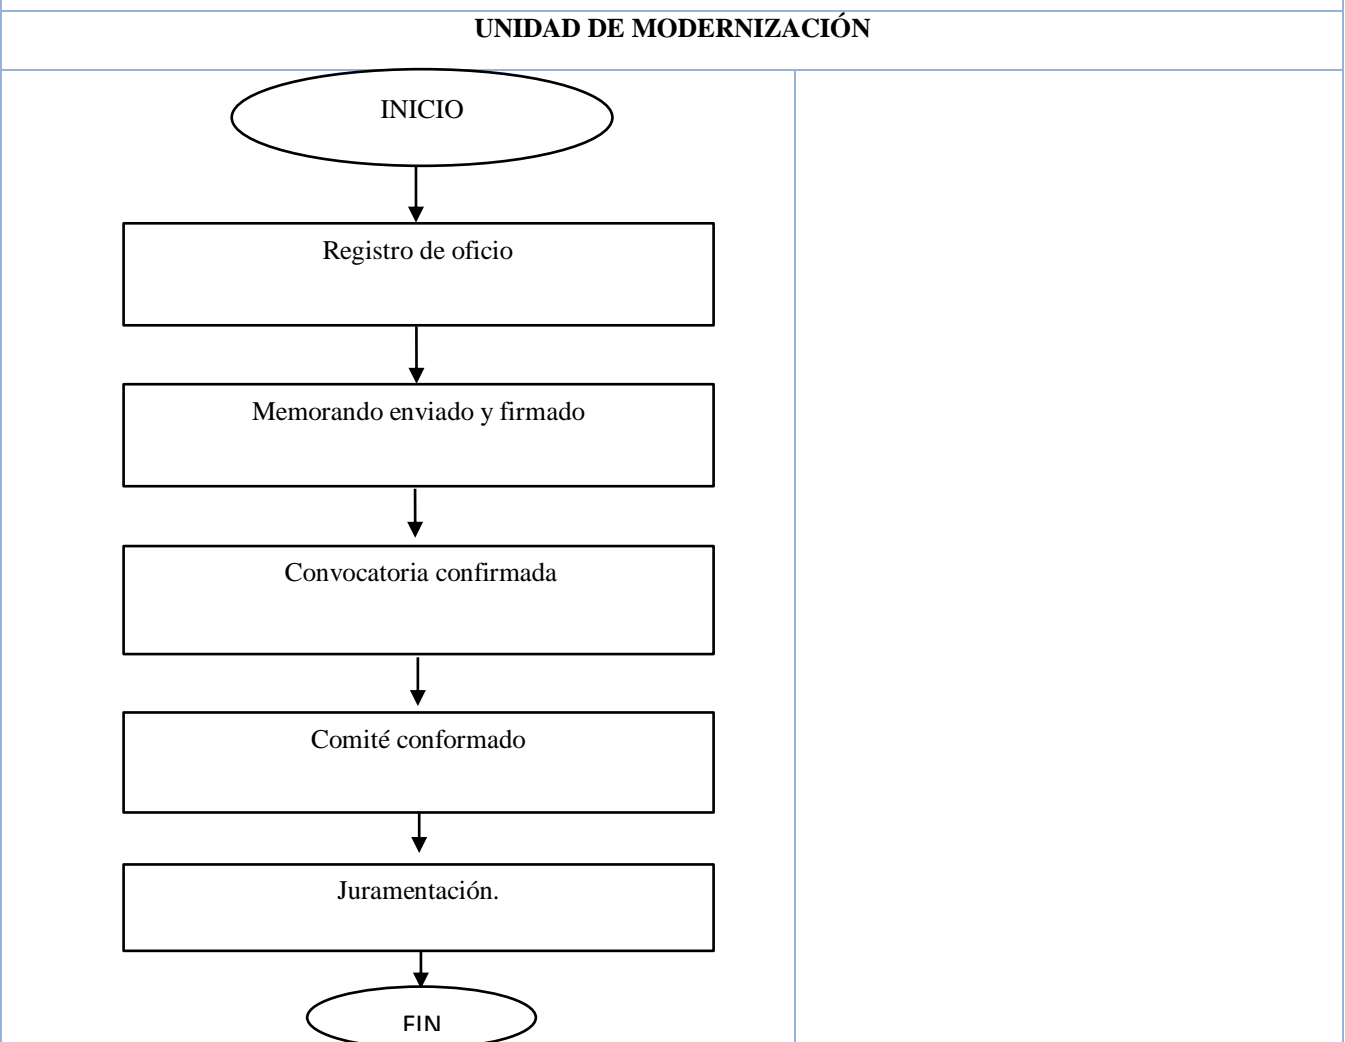 UNIDAD DE MODERNIZACIÓN
INICIO
Registro de oficio
Memorando enviado y firmado
Convocatoria confirmada
Comité conformado
Juramentación.
FIN